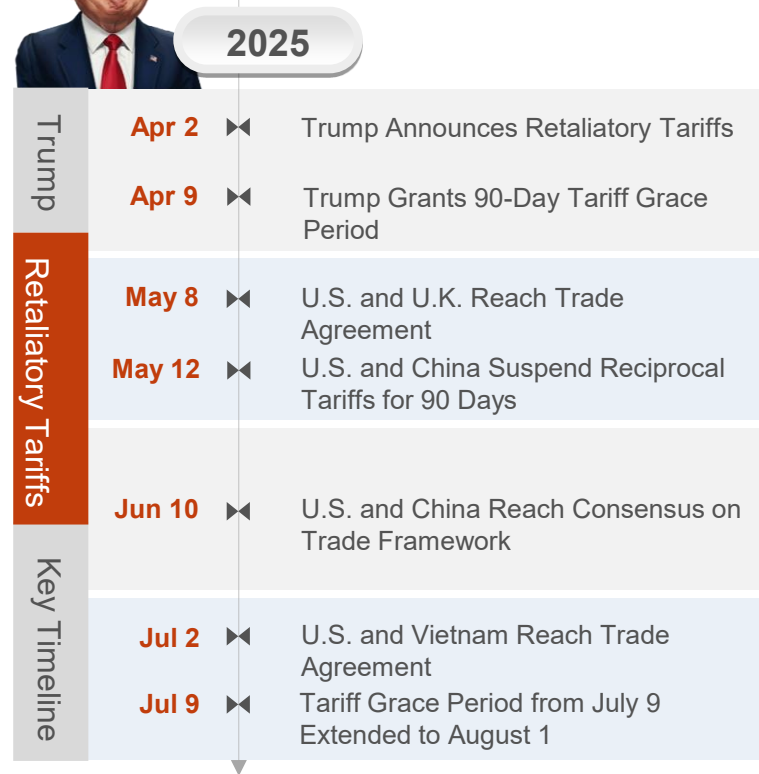 2025
Trump
Retaliatory Tariffs
Key Timeline
Apr 2
Trump Announces Retaliatory Tariffs
Apr 9
Trump Grants 90-Day Tariff Grace
Period
May 8
U.S. and U.K. Reach Trade
Agreement
May 12
U.S. and China Suspend Reciprocal
Tariffs for 90 Days
Jun 10
U.S. and China Reach Consensus on
Trade Framework
Jul 2
U.S. and Vietnam Reach Trade
Agreement
Jul 9
Tariff Grace Period from July 9
Extended to August 1